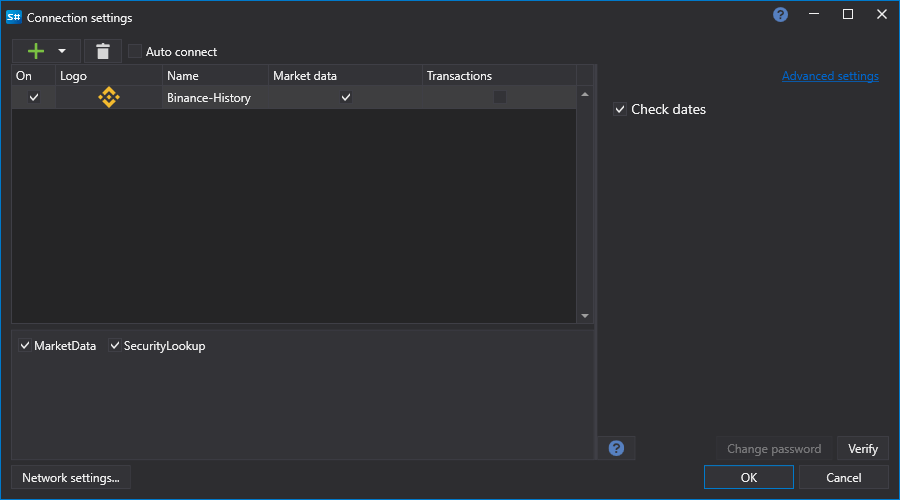 S# Connection settings ?
Auto connect
On Logo Name Market data Transactions
Binance-History
Advanced settings
Check dates
MarketData SecurityLookup
? Change password Verify
Network settings... OK Cancel